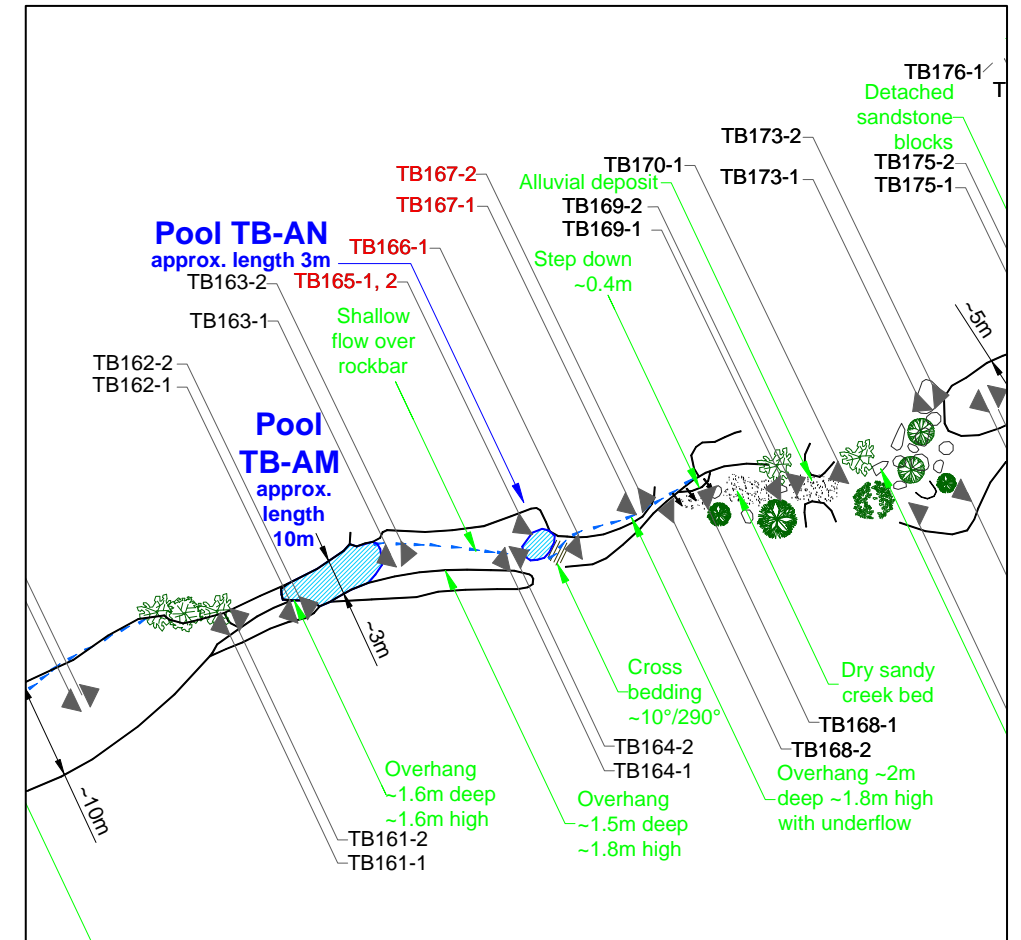 TB176-1
T
Detached
sandstone
blocks
TB173-2
TB175-2
TB175-1
TB173-1
TB170-1
TB167-2
Alluvial deposit
TB167-1
TB169-2
TB169-1
Pool TB-AN
approx. length 3m
TB166-1
Step down
~0.4m
TB163-2
TB165-1, 2
TB163-1
Shallow
flow over
rockbar
~5m
TB162-2
TB162-1
Pool
TB-AM
approx.
length
10m
~3m
Cross
bedding
~10°/290°
Dry sandy
creek bed
TB168-1
TB168-2
TB164-2
TB164-1
Overhang
~1.6m deep
~1.6m high
Overhang
~1.5m deep
~1.8m high
Overhang ~2m
deep ~1.8m high
with underflow
~10m
TB161-2
TB161-1